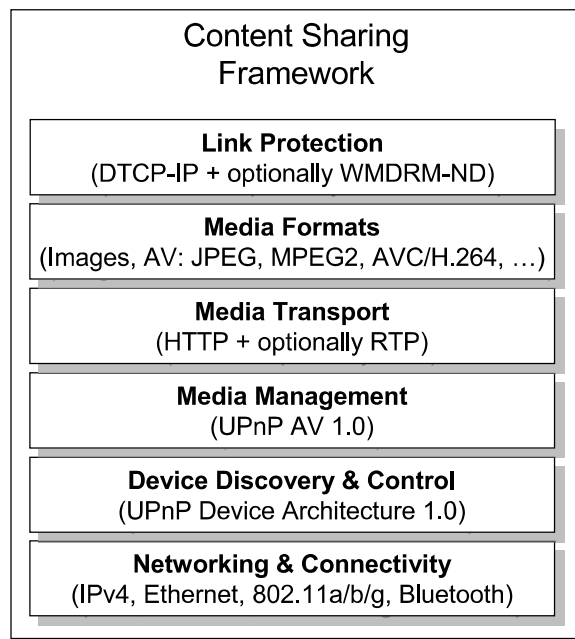 Content Sharing
Framework
Link Protection
(DTCP-IP + optionally WMDRM-ND)
Media Formats
(Images, AV: JPEG, MPEG2, AVC/H.264, …)
Media Transport
(HTTP + optionally RTP)
Media Management
(UPnP AV 1.0)
Device Discovery & Control
(UPnP Device Architecture 1.0)
Networking & Connectivity
(IPv4, Ethernet, 802.11a/b/g, Bluetooth)